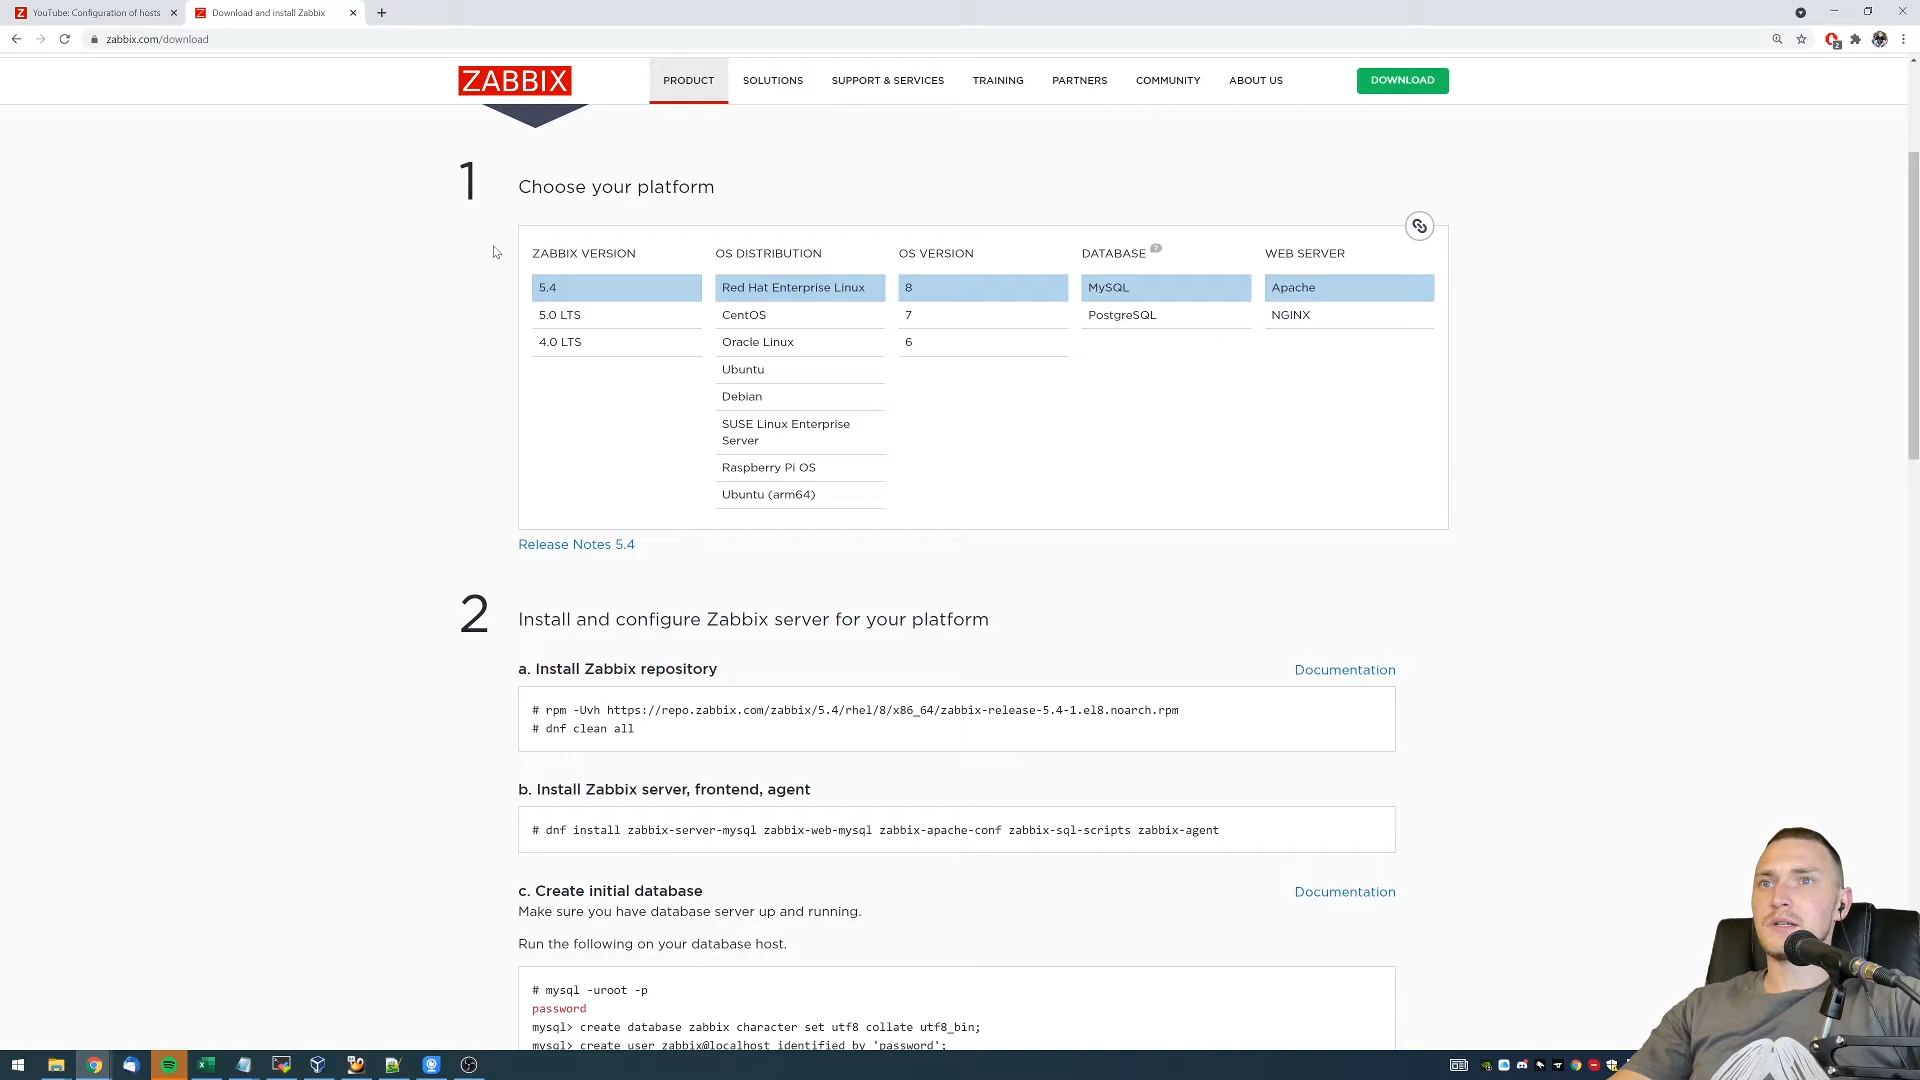 YouTube: Configuration of hosts
Download and install Zabbix
zabbix.com/download
ZABBIX
PRODUCT
SOLUTIONS
SUPPORT & SERVICES
TRAINING
PARTNERS
COMMUNITY
ABOUT US
DOWNLOAD
1
Choose your platform
ZABBIX VERSION
5.4
5.0 LTS
4.0 LTS
OS DISTRIBUTION
Red Hat Enterprise Linux
CentOS
Oracle Linux
Ubuntu
Debian
SUSE Linux Enterprise
Server
Raspberry Pi OS
Ubuntu (arm64)
OS VERSION
8
7
6
DATABASE ?
MySQL
PostgreSQL
WEB SERVER
Apache
NGINX
Release Notes 5.4
2
Install and configure Zabbix server for your platform
a. Install Zabbix repository
Documentation
# rpm -Uvh https://repo.zabbix.com/zabbix/5.4/rhel/8/x86_64/zabbix-release-5.4-1.el8.noarch.rpm
# dnf clean all
b. Install Zabbix server, frontend, agent
# dnf install zabbix-server-mysql zabbix-web-mysql zabbix-apache-conf zabbix-sql-scripts zabbix-agent
c. Create initial database
Documentation
Make sure you have database server up and running.
Run the following on your database host.
# mysql -uroot -p
password
mysql> create database zabbix character set utf8 collate utf8_bin;
mysql> create user zabbix@localhost identified by 'password';